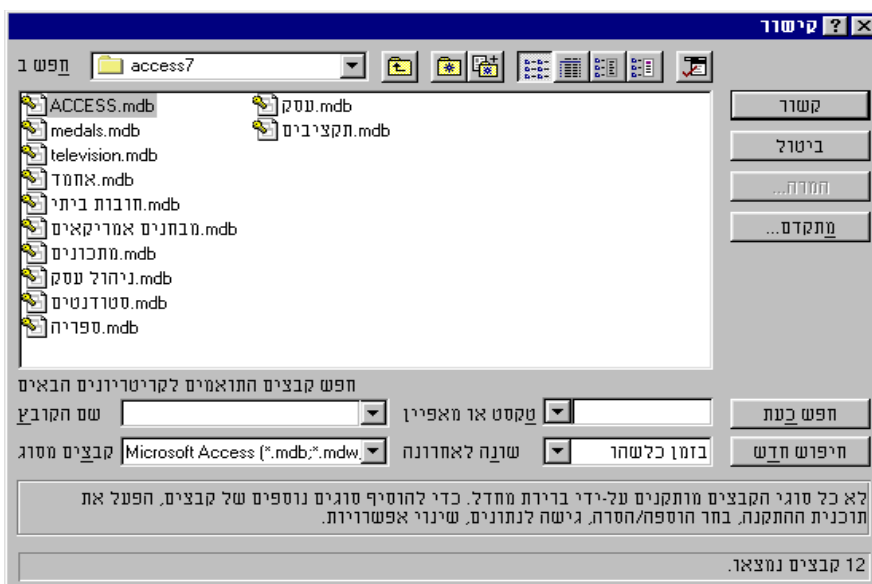 קישור
חפש ב access7
ACCESS.mdb
medals.mdb
television.mdb
אחמד.mdb
חובות ביתי.mdb
מבחנים אמריקאים.mdb
מתכונים.mdb
ניהול עסק.mdb
סטודנטים.mdb
ספריה.mdb
עסק.mdb
תקציבים.mdb
קשור
ביטול
המרה...
מתקדם...
חפש קבצים התואמים לקריטריונים הבאים
שם הקובץ
טקסט או מאפיין
חפש כעת
קבצים מסוג Microsoft Access (*.mdb;*.mdw,
שונה לאחרונה בזמן כלשהו
חיפוש חדש
לא כל סוגי הקבצים מותקנים על-ידי ברירת מחדל. כדי להוסיף סוגים נוספים של קבצים, הפעל את
תוכנית ההתקנה, בחר הוספה/הסרה, גישה לנתונים, שינוי אפשרויות.
12 קבצים נמצאו.